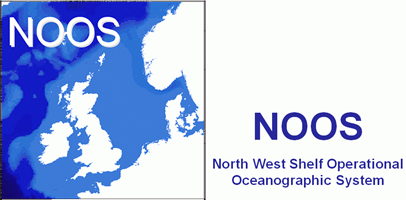 NOOS
NOOS
North West Shelf Operational
Oceanographic System